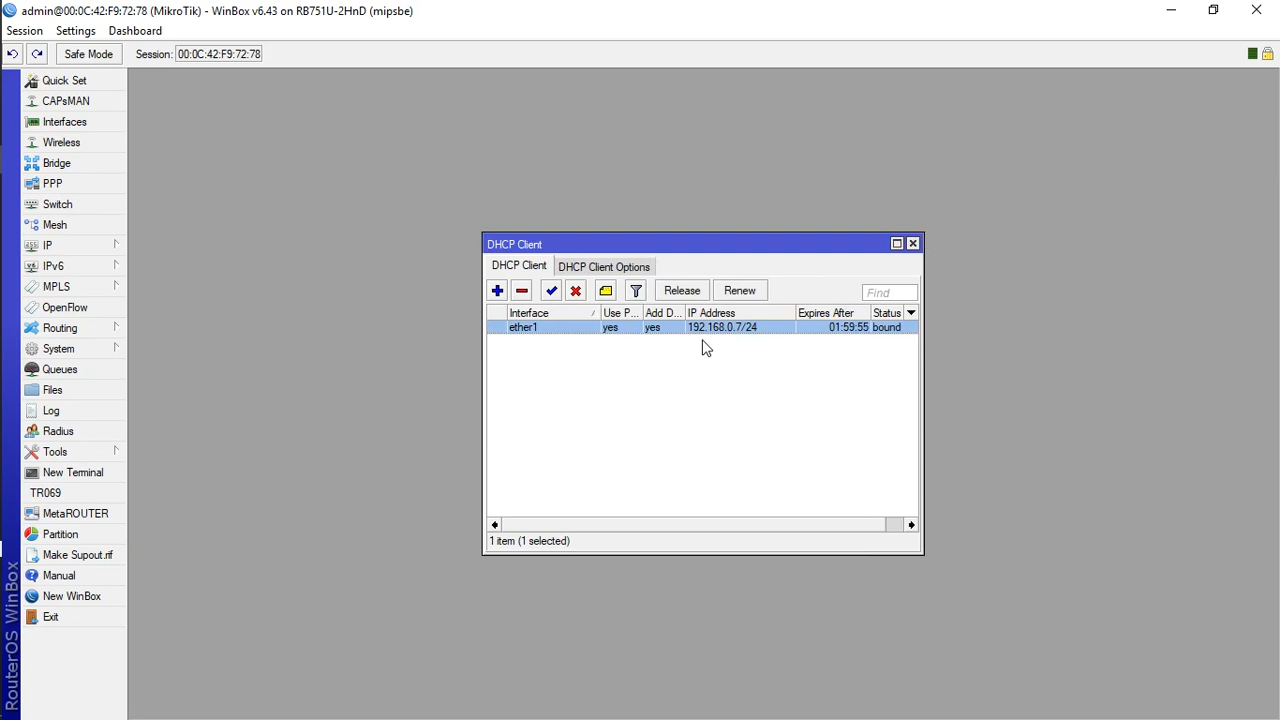 admin@00:0C:42:F9:72:78 (MikroTik) - WinBox v6.43 on RB751U-2HnD (mipsbe)
Session Settings Dashboard
Safe Mode Session: 00:0C:42:F9:72:78
Quick Set
CAPsMAN
Interfaces
Wireless
Bridge
PPP
Switch
Mesh
IP
IPv6
MPLS
OpenFlow
Routing
System
Queues
Files
Log
Radius
Tools
New Terminal
TR069
MetaROUTER
Partition
Make Supout.rif
Manual
New WinBox
Exit
RouterOS WinBox
DHCP Client
DHCP Client DHCP Client Options
Release Renew Find
Interface Use P... Add D... IP Address Expires After Status
ether1 yes yes 192.168.0.7/24 01:59:55 bound
1 item (1 selected)